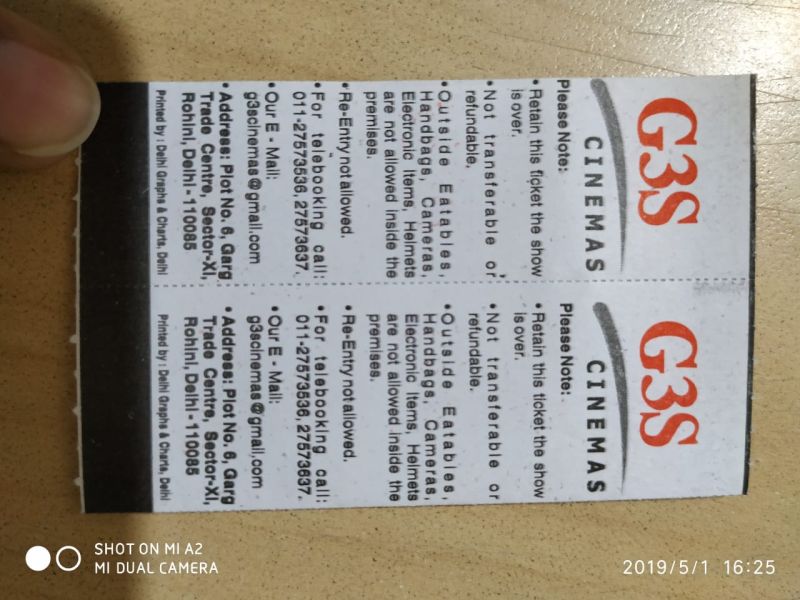 G3S
CINEMAS
Please Note:
• Retain this ticket the show
is over.
• Not transferable or
refundable.
• Outside Eatables,
Handbags, Cameras,
Electronic Items, Helmets
are not allowed inside the
premises.
• Re-Entry not allowed.
• For telebooking call:
011-27573536, 27573637.
• Our E - Mail:
g3scinemas@gmail.com
• Address: Plot No. 6, Garg
Trade Centre, Sector-XI,
Rohini, Delhi - 110085
Printed by : Delhi Graphs & Charts, Delhi
G3S
CINEMAS
Please Note:
• Retain this ticket the show
is over.
• Not transferable or
refundable.
• Outside Eatables,
Handbags, Cameras,
Electronic Items, Helmets
are not allowed inside the
premises.
• Re-Entry not allowed.
• For telebooking call:
011-27573536, 27573637.
• Our E - Mail:
g3scinemas@gmail.com
• Address: Plot No. 6, Garg
Trade Centre, Sector-XI,
Rohini, Delhi - 110085
Printed by : Delhi Graphs & Charts, Delhi
SHOT ON MI A2
MI DUAL CAMERA
2019/5/1 16:25